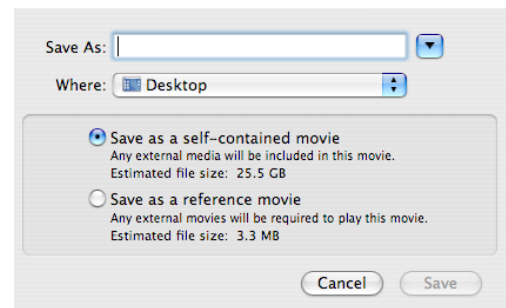 Save As:
Where: Desktop
Save as a self-contained movie
Any external media will be included in this movie.
Estimated file size: 25.5 GB
Save as a reference movie
Any external movies will be required to play this movie.
Estimated file size: 3.3 MB
Cancel Save